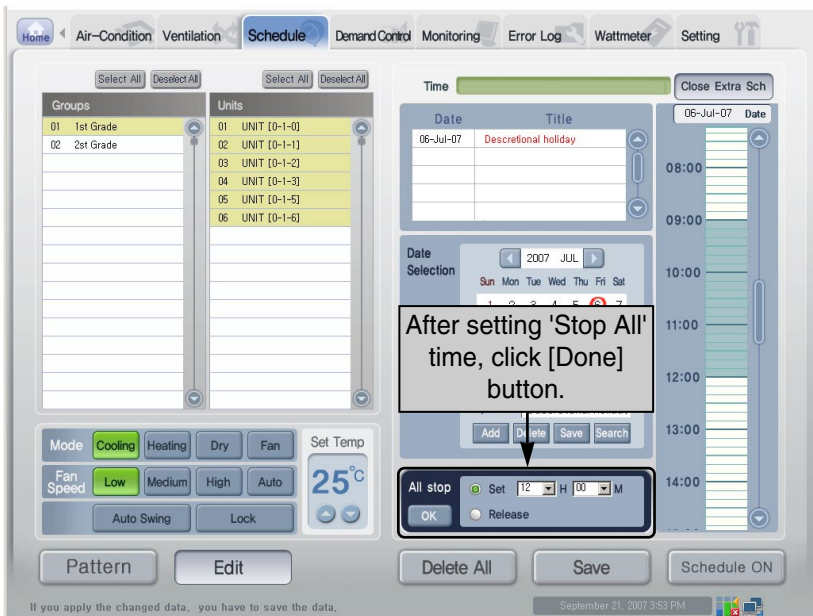 Home Air-Condition Ventilation Schedule Demand Control Monitoring Error Log Wattmeter Setting
Select All Deselect All Select All Deselect All
Groups Units
01 1st Grade 01 UNIT [0-1-0]
02 2st Grade 02 UNIT [0-1-1]
03 UNIT [0-1-2]
04 UNIT [0-1-3]
05 UNIT [0-1-5]
06 UNIT [0-1-6]
Mode Cooling Heating Dry Fan
Fan Speed Low Medium High Auto
Auto Swing Lock
Set Temp
25°C
Time Close Extra Sch
Date Title
06-Jul-07 Descretional holiday
Date Selection
2007 JUL
Sun Mon Tue Wed Thu Fri Sat
1 2 3 4 5 6 7
After setting 'Stop All'
time, click [Done]
button.
Add Delete Save Search
All stop Set 12 H 00 M
OK Release
06-Jul-07 Date
08:00
09:00
10:00
11:00
12:00
13:00
14:00
Pattern Edit Delete All Save Schedule ON
If you apply the changed data, you have to save the data.
September 21, 2007 3:53 PM